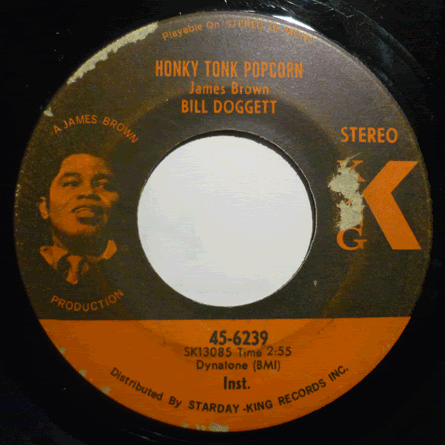 Playable On STEREO Or Mono
HONKY TONK POPCORN
James Brown
BILL DOGGETT
A JAMES BROWN
PRODUCTION
STEREO
K
G
45-6239
SK13085 Time 2:55
Dynatone (BMI)
Inst.
Distributed By STARDAY-KING RECORDS INC.